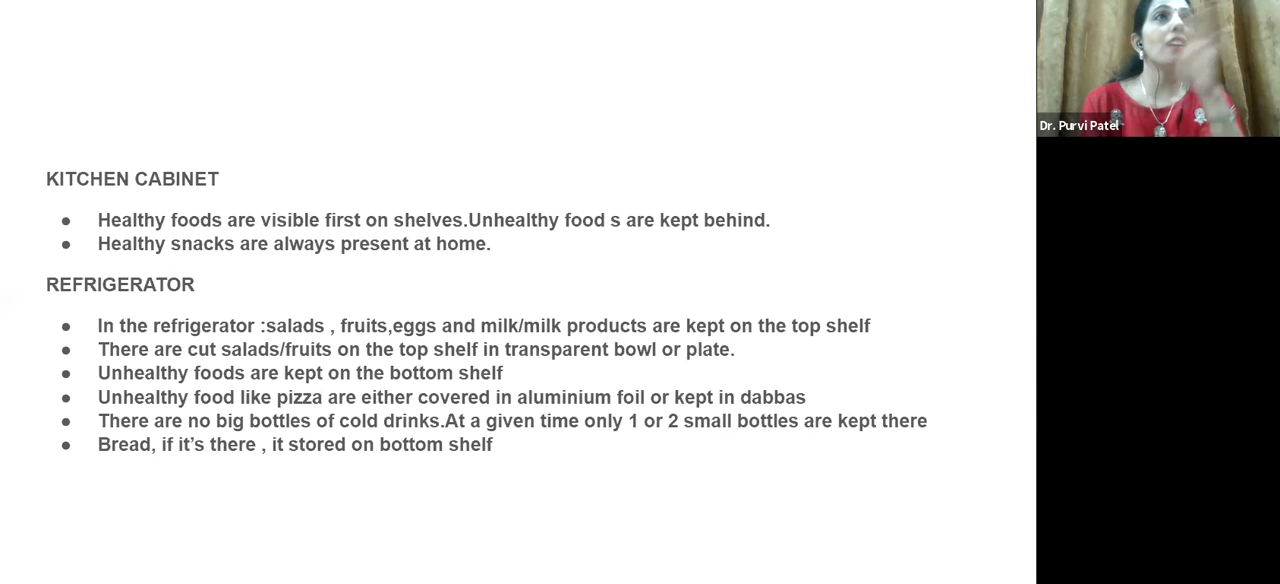 Dr. Purvi Patel
KITCHEN CABINET
● Healthy foods are visible first on shelves.Unhealthy food s are kept behind.
● Healthy snacks are always present at home.
REFRIGERATOR
● In the refrigerator :salads , fruits,eggs and milk/milk products are kept on the top shelf
● There are cut salads/fruits on the top shelf in transparent bowl or plate.
● Unhealthy foods are kept on the bottom shelf
● Unhealthy food like pizza are either covered in aluminium foil or kept in dabbas
● There are no big bottles of cold drinks.At a given time only 1 or 2 small bottles are kept there
● Bread, if it’s there , it stored on bottom shelf